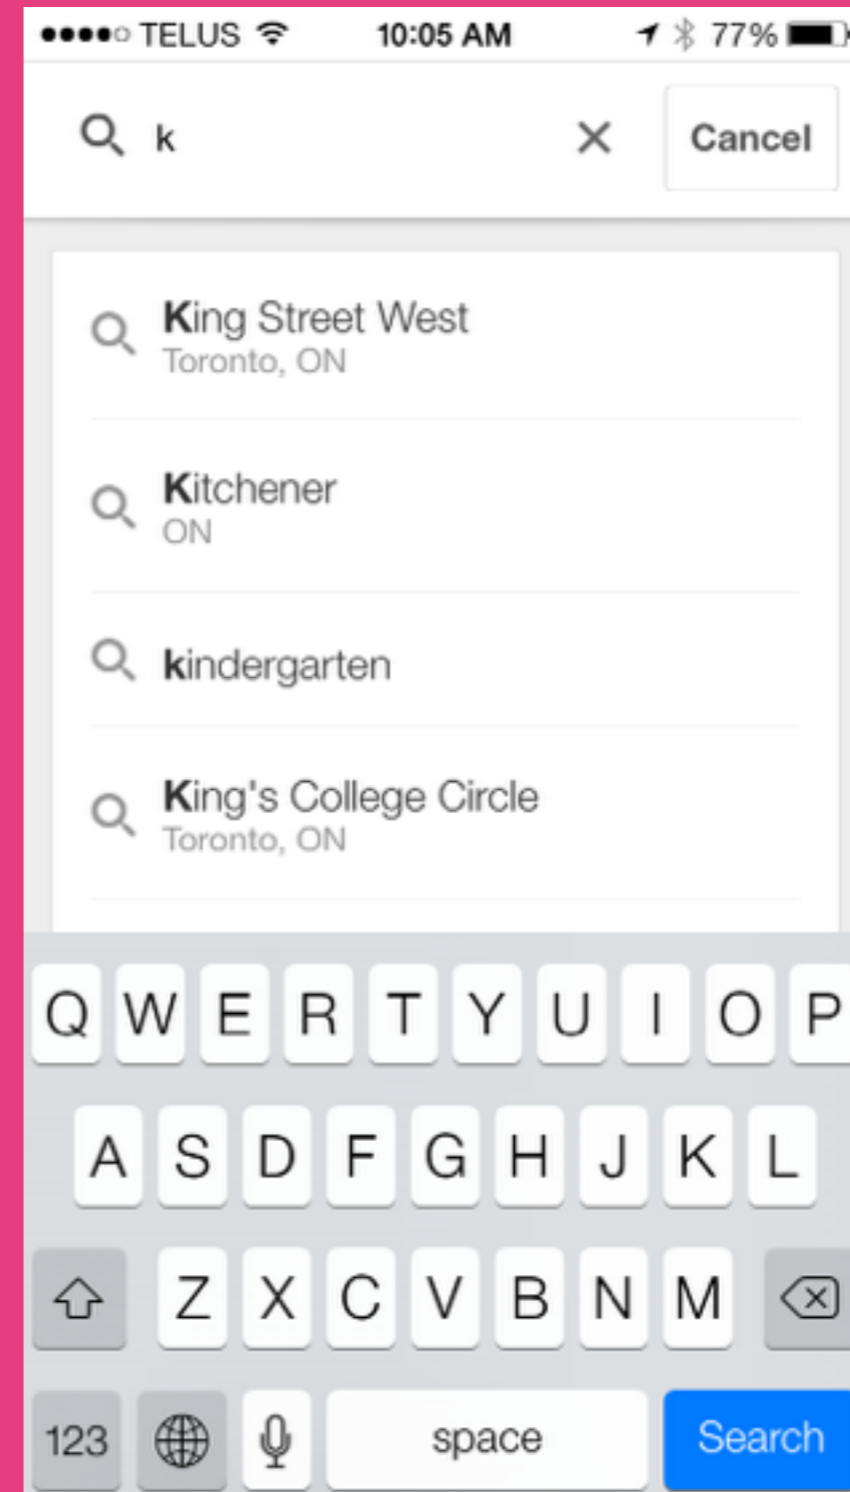 TELUS 10:05 AM 77%
k Cancel
King Street West
Toronto, ON
Kitchener
ON
kindergarten
King's College Circle
Toronto, ON
Q W E R T Y U I O P
A S D F G H J K L
Z X C V B N M
123 space Search